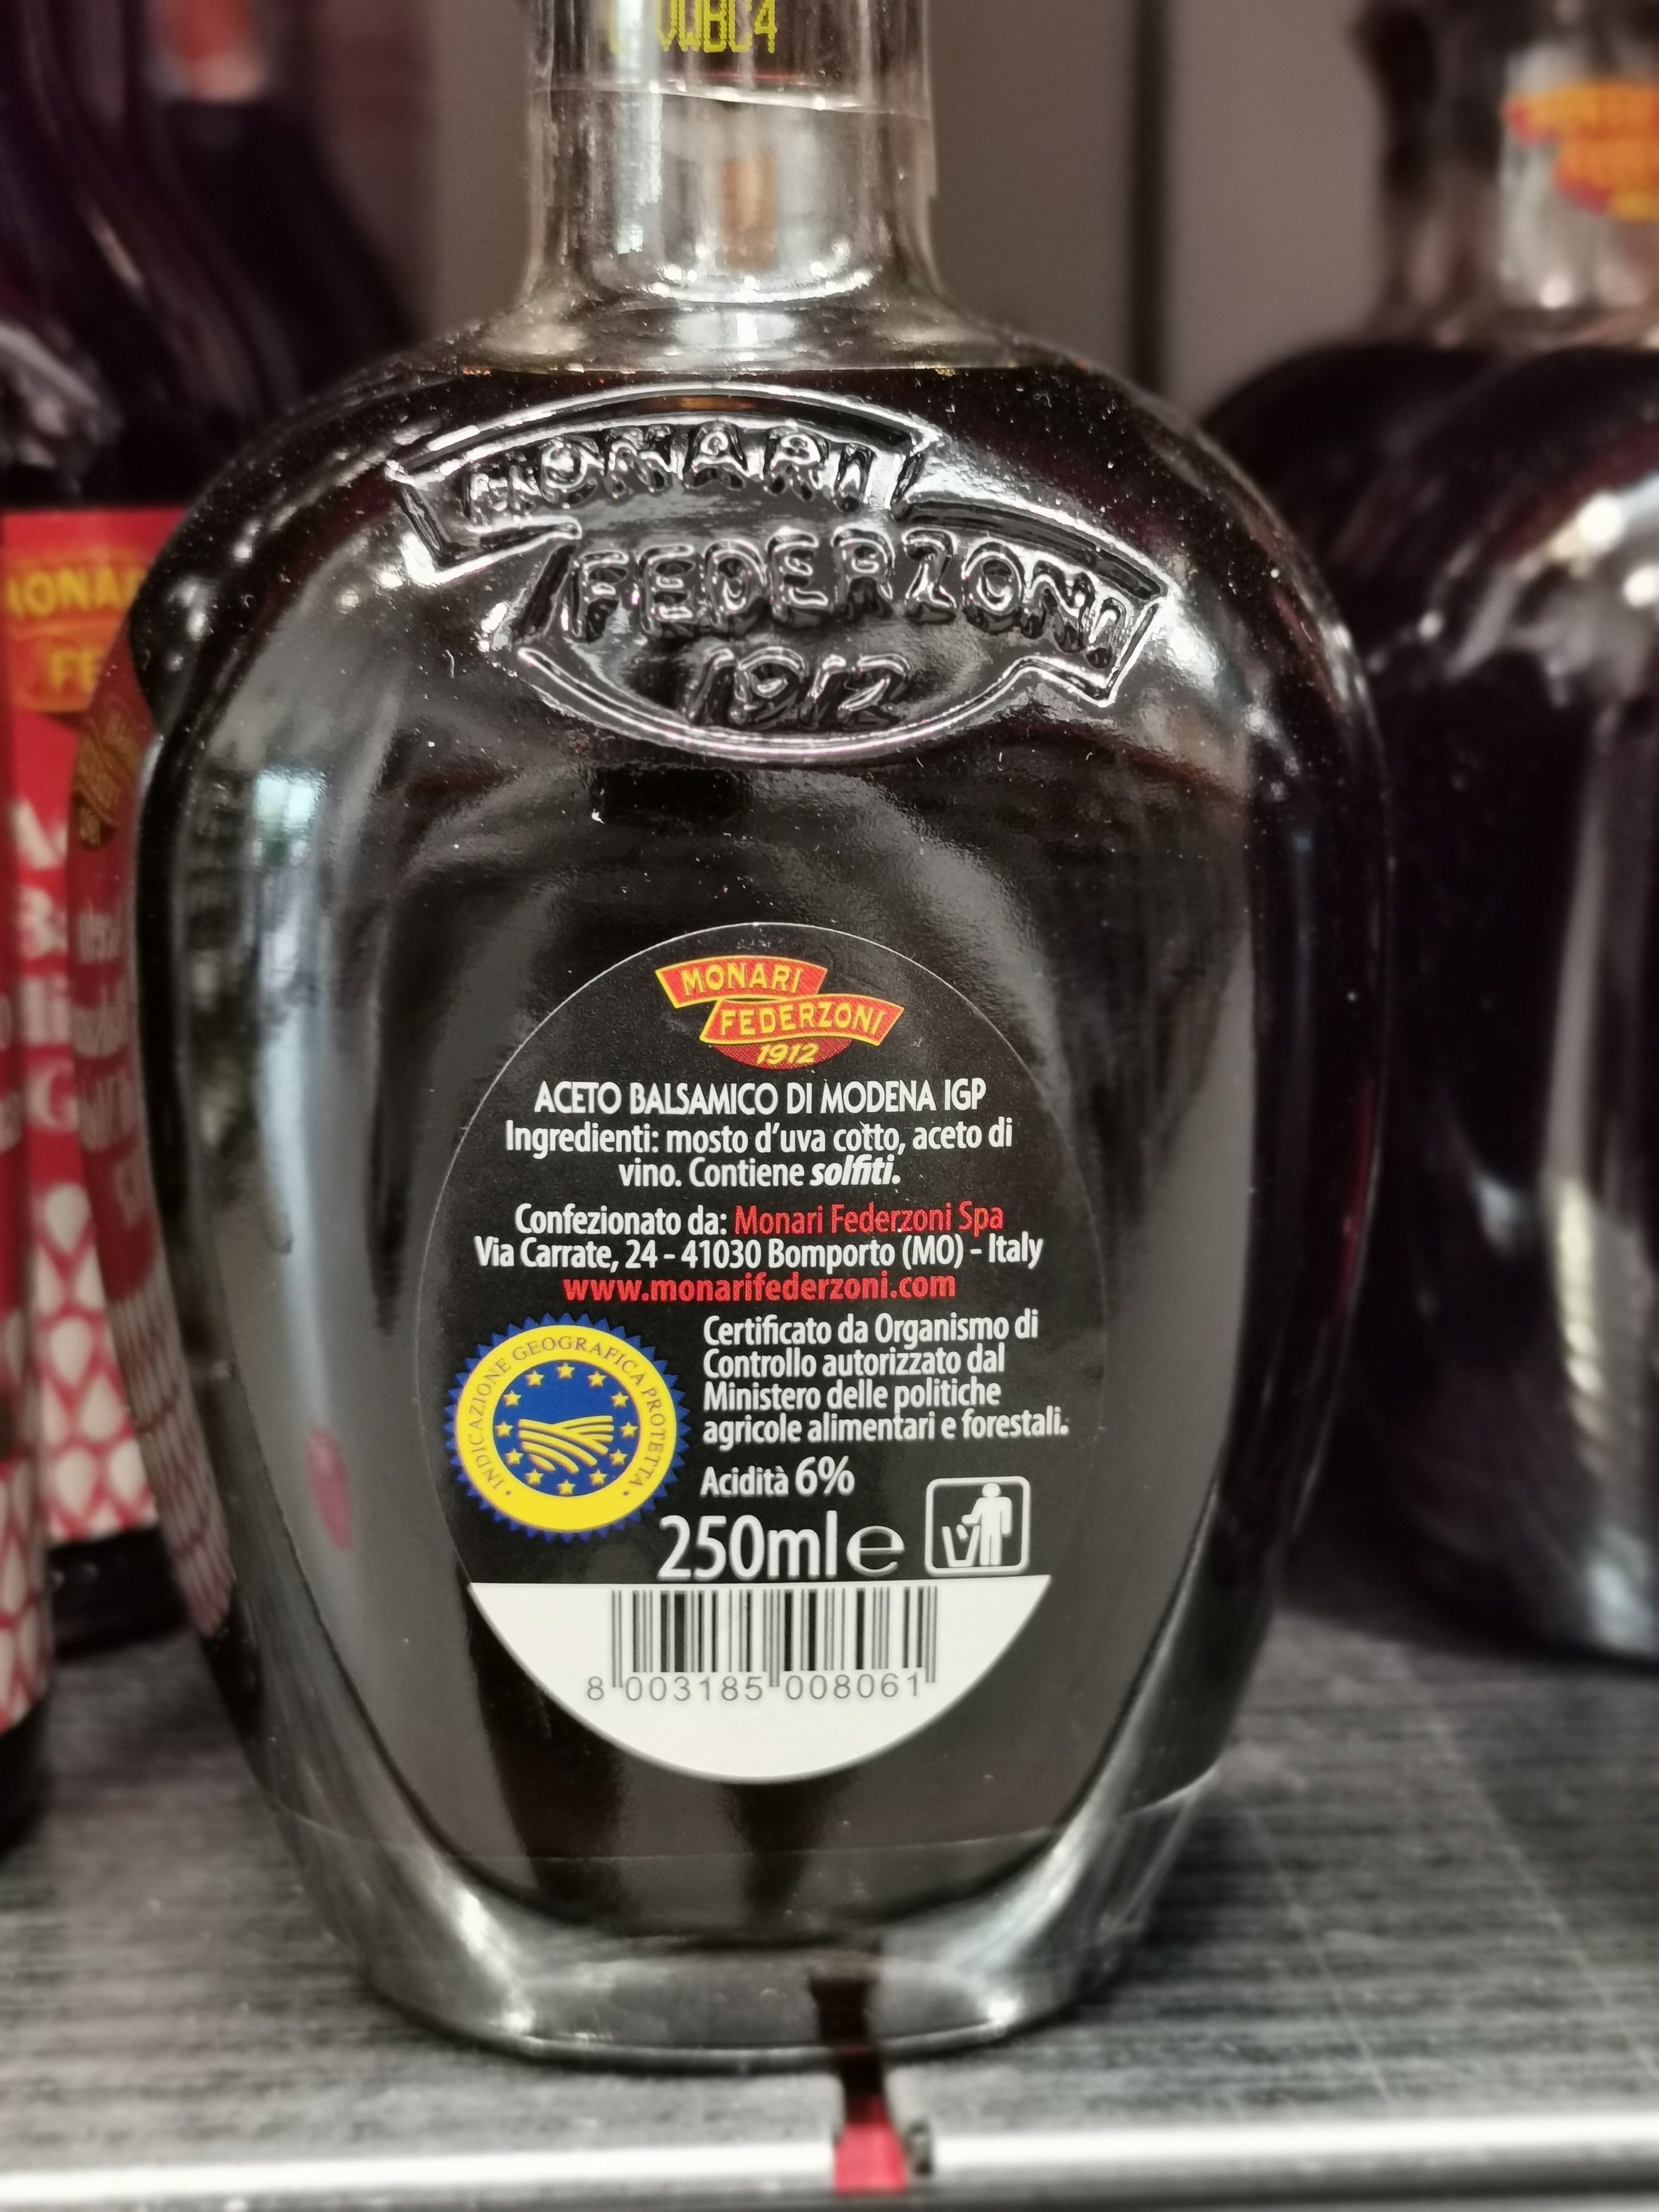 VWBC4
MONARI
FEDERZONI
1912
MONARI
FEDERZONI
1912
ACETO BALSAMICO DI MODENA IGP
Ingredienti: mosto d'uva cotto, aceto di
vino. Contiene solfiti.
Confezionato da: Monari Federzoni Spa
Via Carrate, 24 - 41030 Bomporto (MO) - Italy
www.monarifederzoni.com
INDICAZIONE GEOGRAFICA PROTETTA
Certificato da Organismo di
Controllo autorizzato dal
Ministero delle politiche
agricole alimentari e forestali.
Acidità 6%
250ml e
8 003185 008061